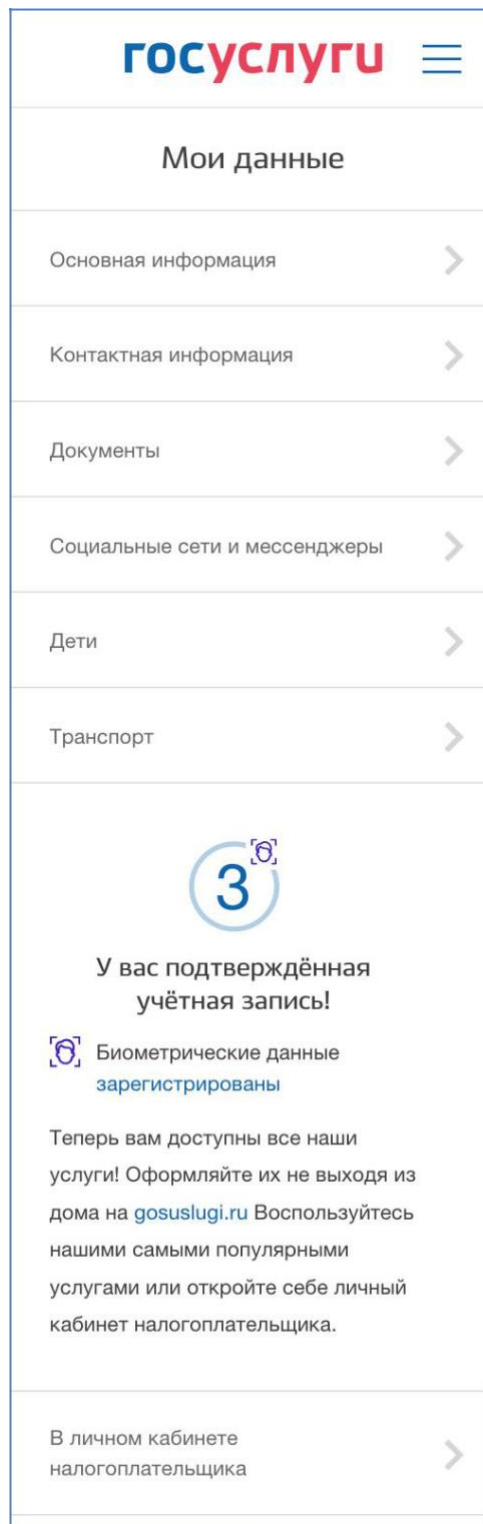 госуслуги
Мои данные
Основная информация
Контактная информация
Документы
Социальные сети и мессенджеры
Дети
Транспорт
3
У вас подтверждённая
учётная запись!
Биометрические данные
зарегистрированы
Теперь вам доступны все наши
услуги! Оформляйте их не выходя из
дома на gosuslugi.ru Воспользуйтесь
нашими самыми популярными
услугами или откройте себе личный
кабинет налогоплательщика.
В личном кабинете
налогоплательщика